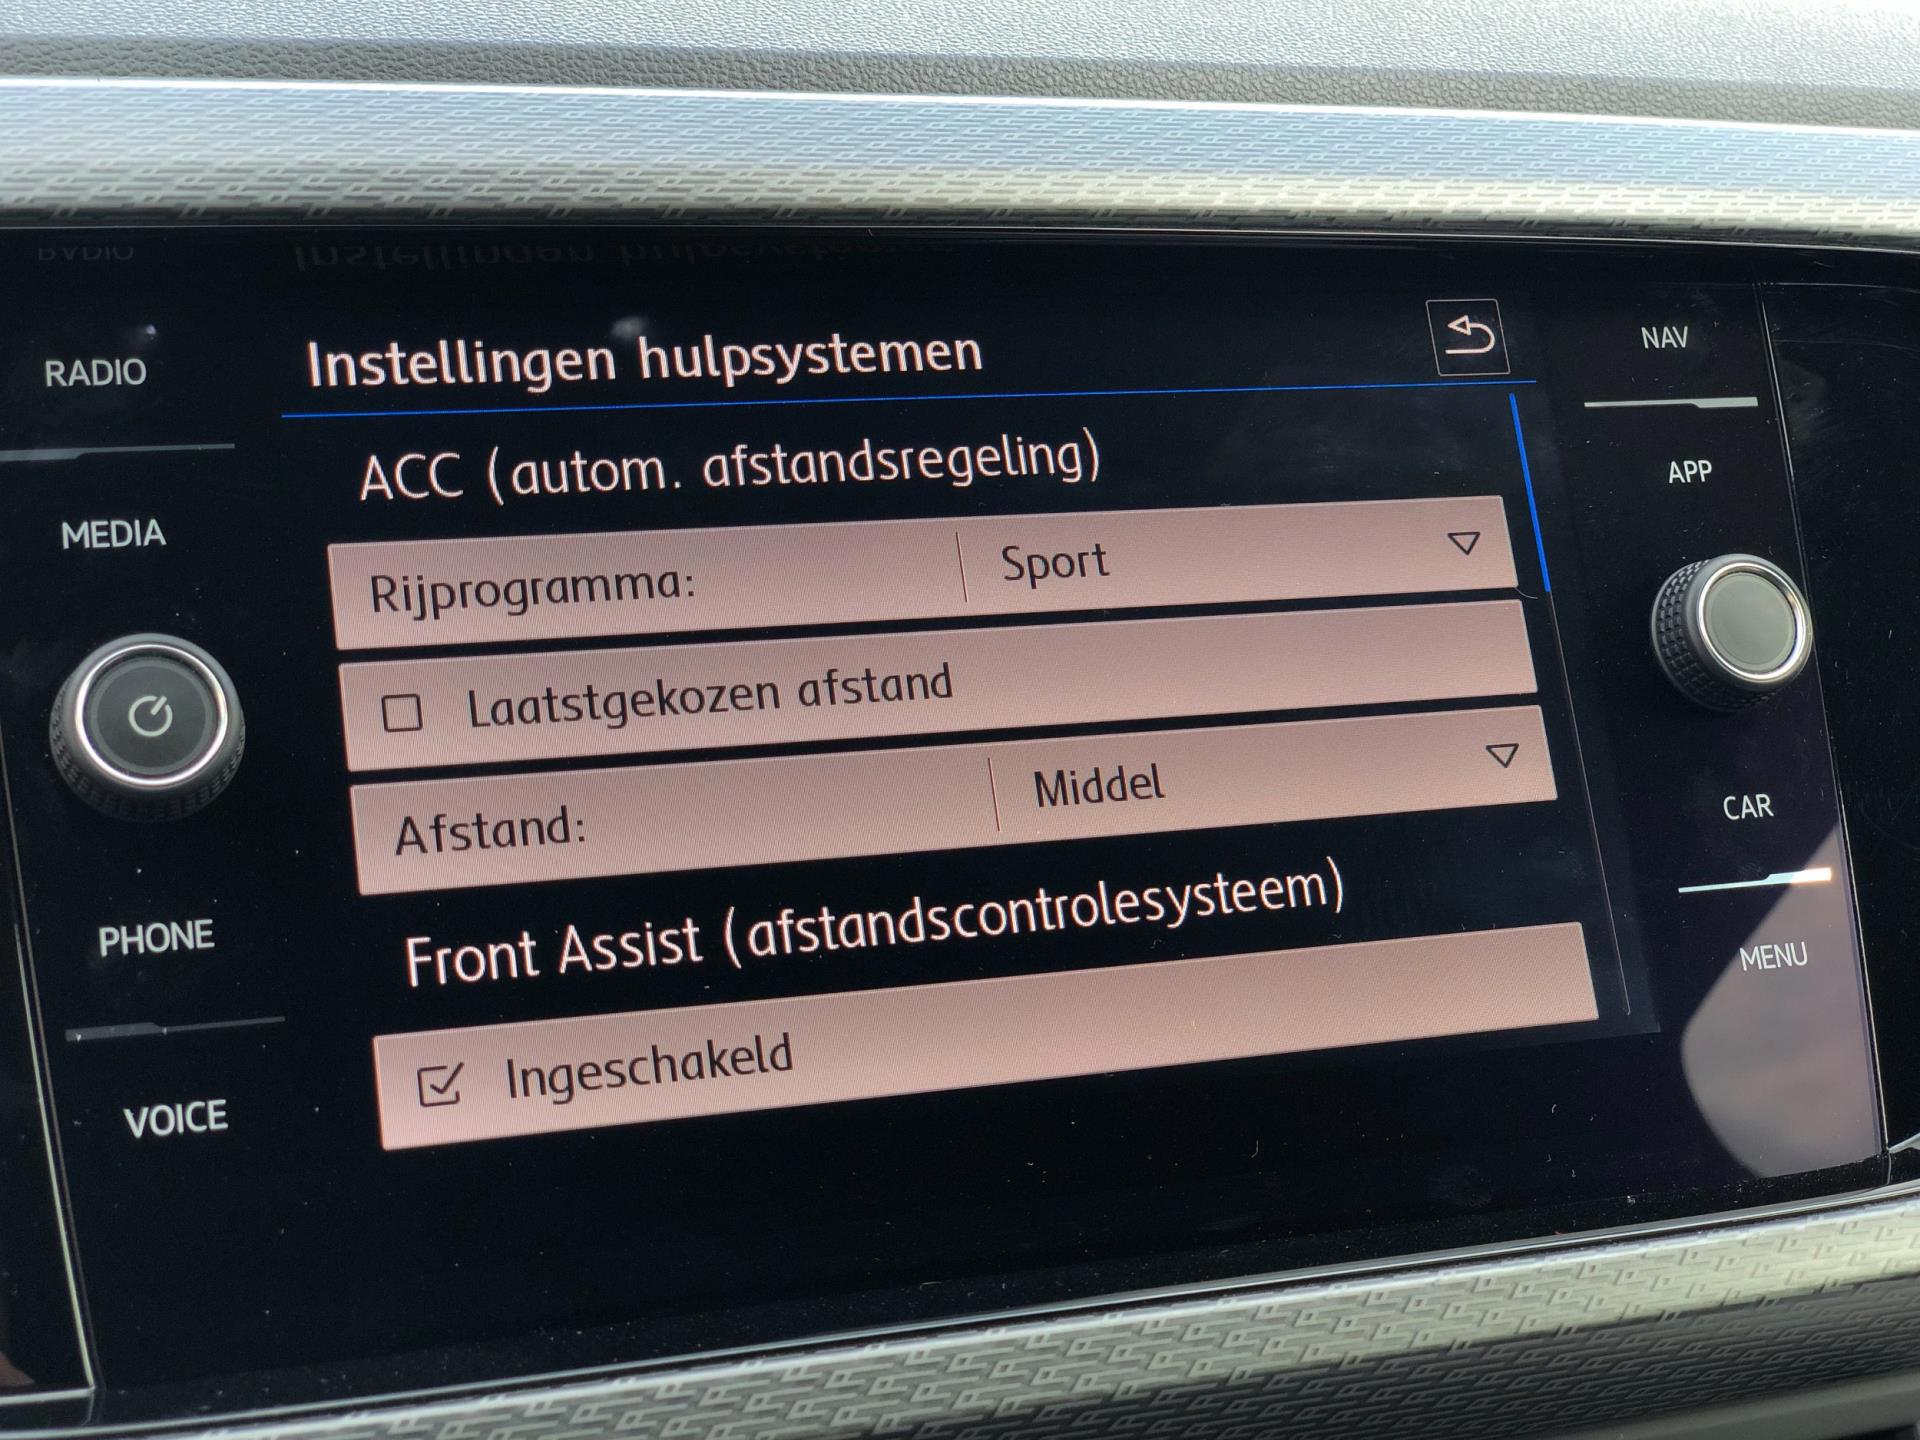 RADIO
MEDIA
PHONE
VOICE
Instellingen hulpsystemen
ACC (autom. afstandsregeling)
Rijprogramma: Sport
Laatstgekozen afstand
Afstand: Middel
Front Assist (afstandscontrolesysteem)
Ingeschakeld
NAV
APP
CAR
MENU